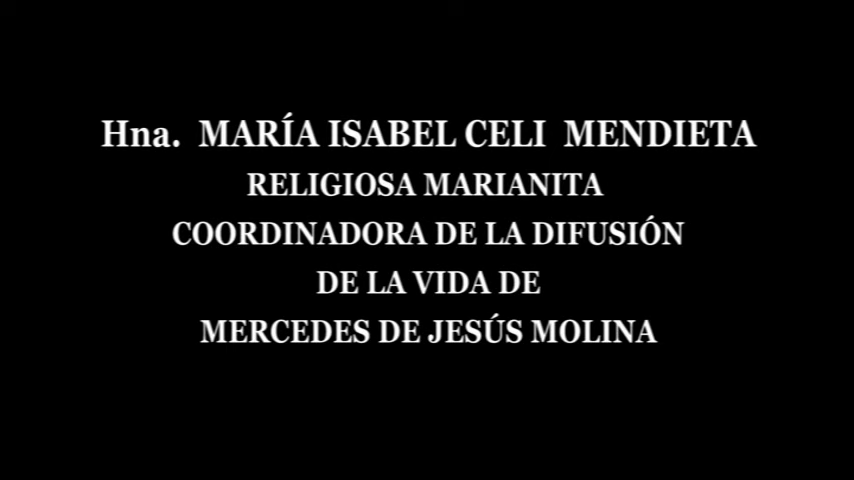 Hna. MARÍA ISABEL CELI MENDIETA
RELIGIOSA MARIANITA
COORDINADORA DE LA DIFUSIÓN
DE LA VIDA DE
MERCEDES DE JESÚS MOLINA